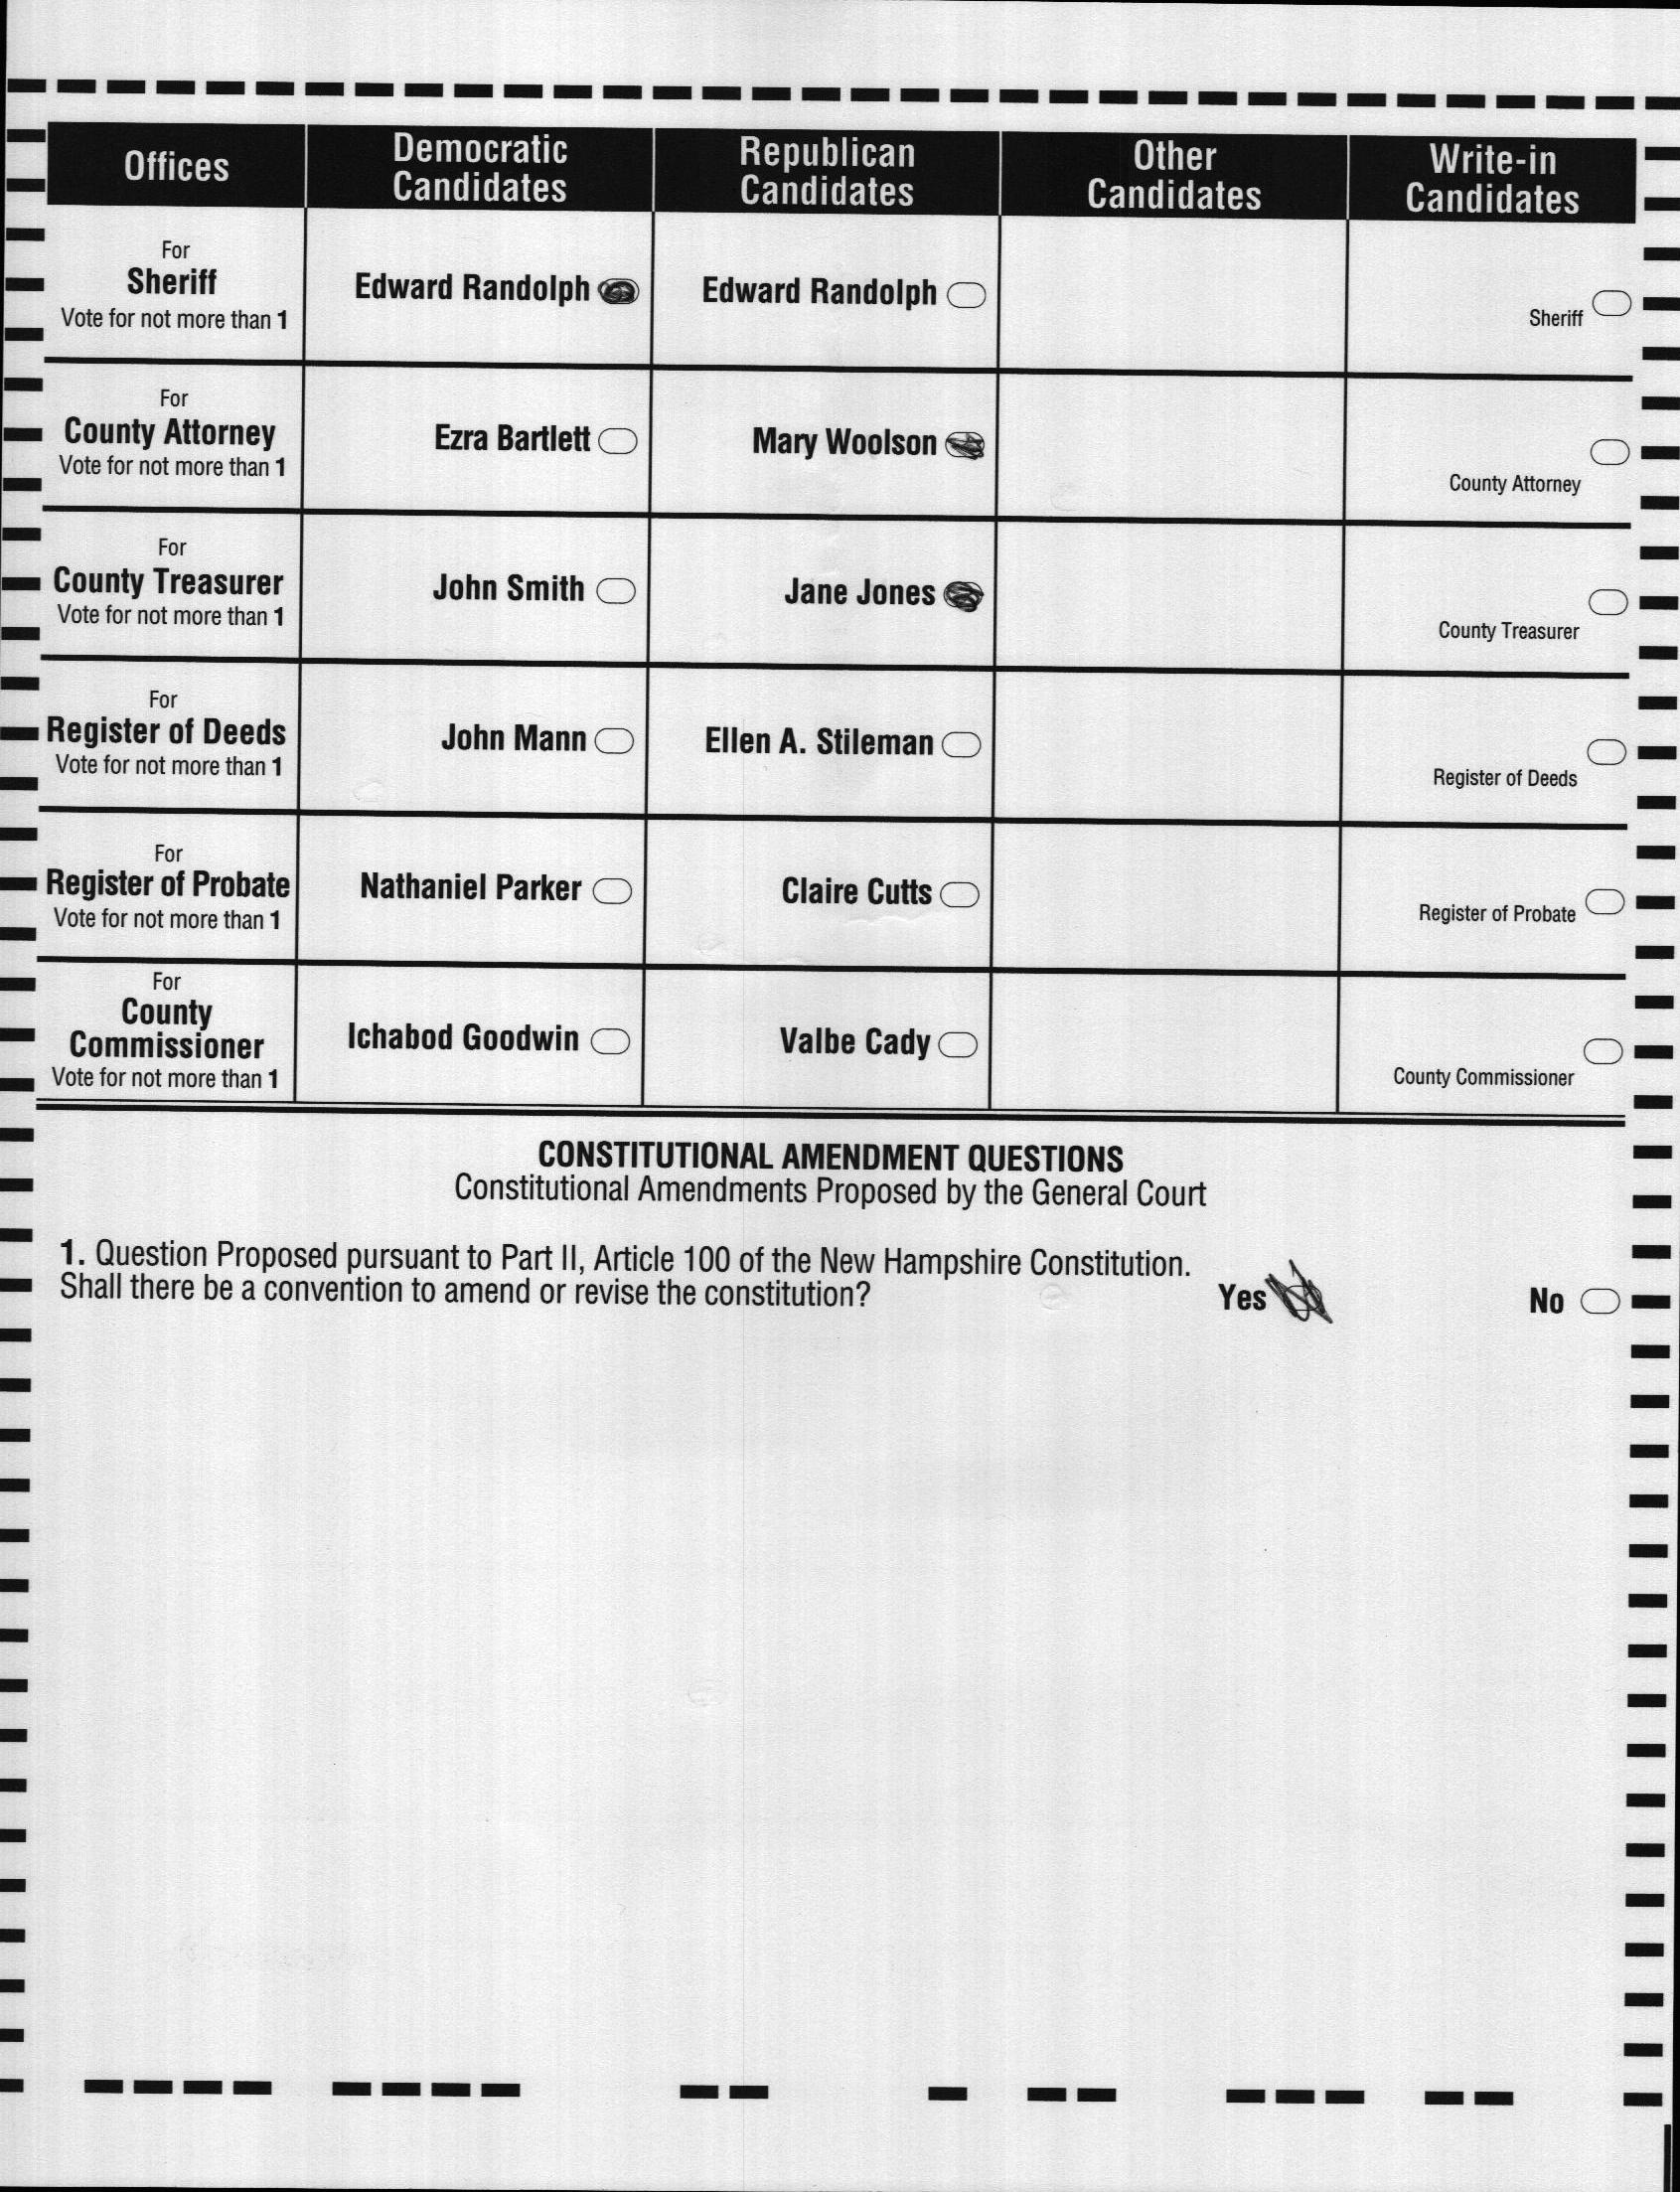 Offices
Democratic
Candidates
Republican
Candidates
Other
Candidates
Write-in
Candidates
For
Sheriff
Vote for not more than 1
Edward Randolph
Edward Randolph
Sheriff
For
County Attorney
Vote for not more than 1
Ezra Bartlett
Mary Woolson
County Attorney
For
County Treasurer
Vote for not more than 1
John Smith
Jane Jones
County Treasurer
For
Register of Deeds
Vote for not more than 1
John Mann
Ellen A. Stileman
Register of Deeds
For
Register of Probate
Vote for not more than 1
Nathaniel Parker
Claire Cutts
Register of Probate
For
County
Commissioner
Vote for not more than 1
Ichabod Goodwin
Valbe Cady
County Commissioner
CONSTITUTIONAL AMENDMENT QUESTIONS
Constitutional Amendments Proposed by the General Court
1. Question Proposed pursuant to Part II, Article 100 of the New Hampshire Constitution.
Shall there be a convention to amend or revise the constitution?
Yes
No